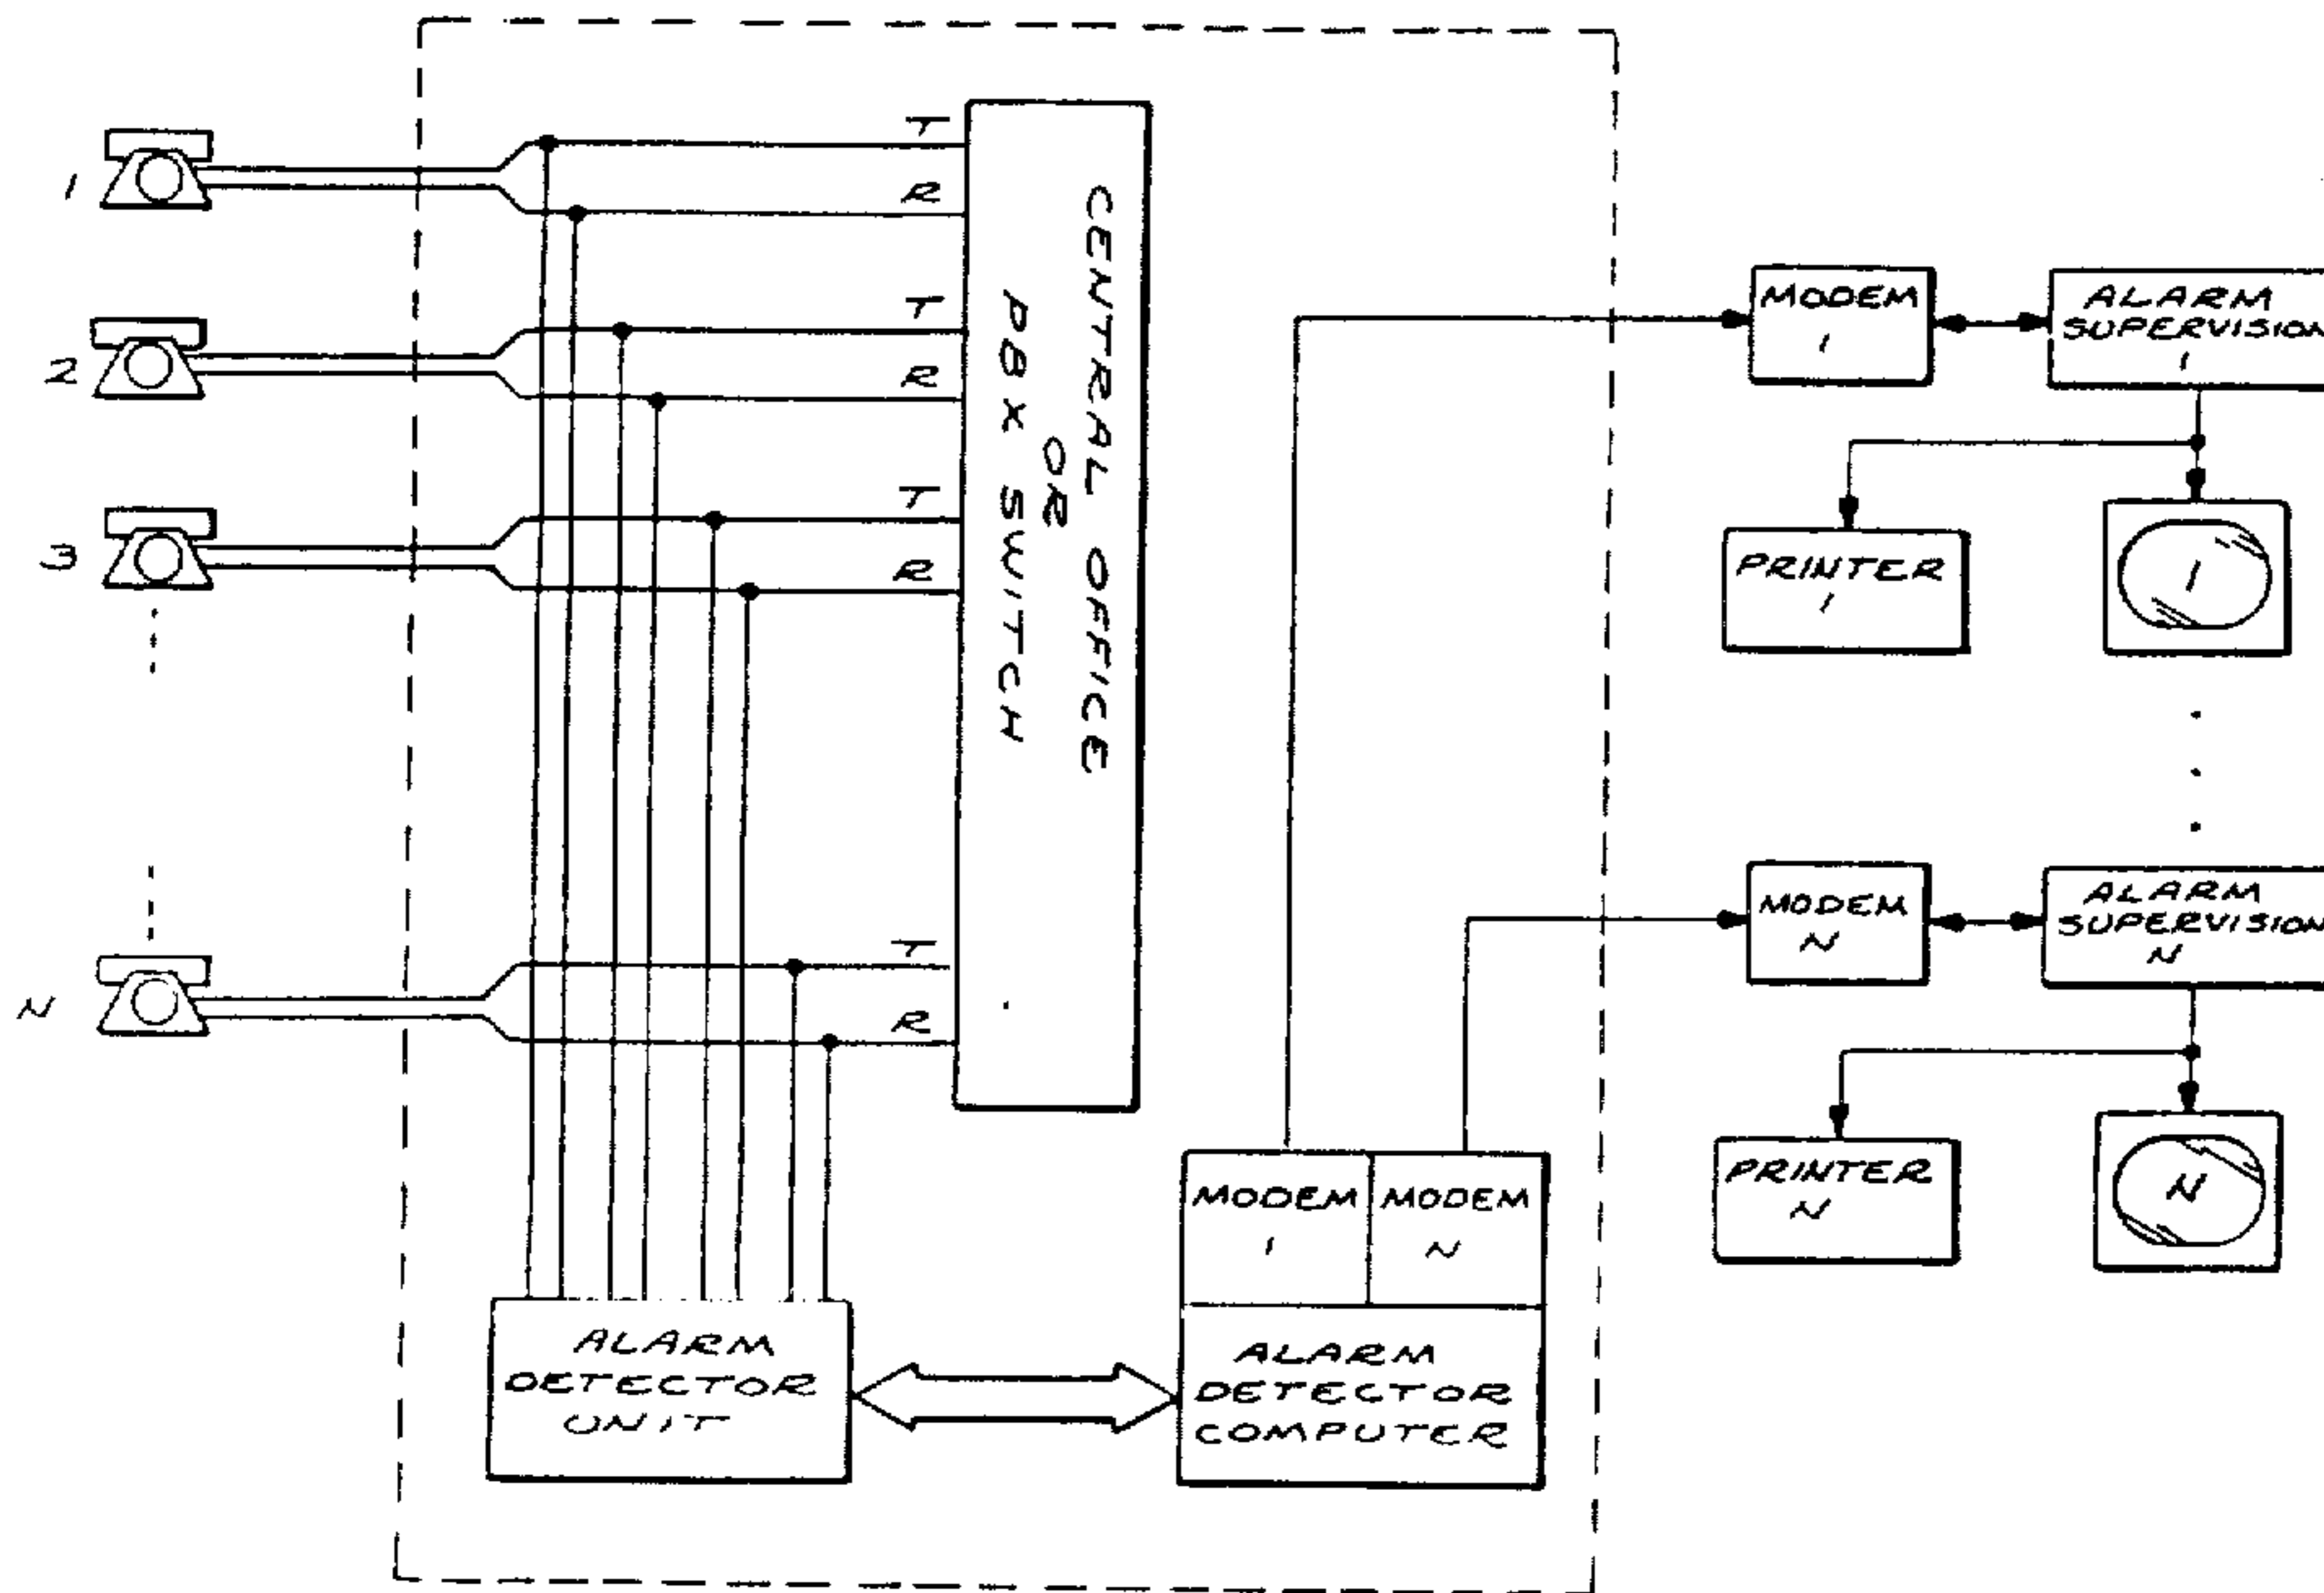 1
T
R
2
T
R
3
T
R
N
T
R
CENTRAL OFFICE
OR
PBX SWITCH
ALARM
DETECTOR
UNIT
MODEM
1
MODEM
N
ALARM
DETECTOR
COMPUTER
MODEM
1
ALARM
SUPERVISION
1
PRINTER
1
1
MODEM
N
ALARM
SUPERVISION
N
PRINTER
N
N